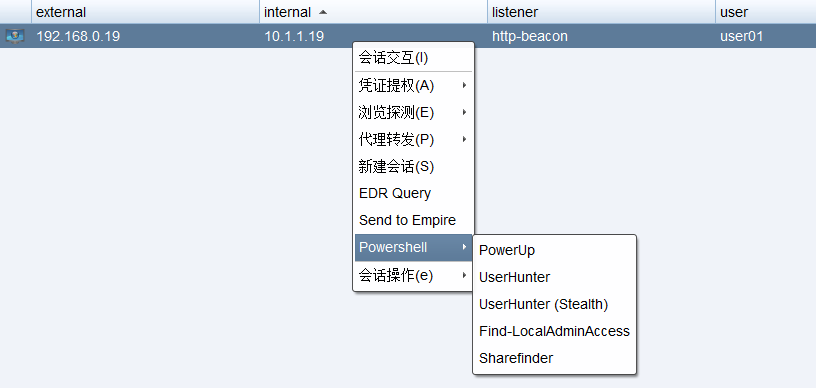 external internal listener user
192.168.0.19 10.1.1.19 http-beacon user01
会话交互(I)
凭证提权(A)
浏览探测(E)
代理转发(P)
新建会话(S)
EDR Query
Send to Empire
Powershell
会话操作(e)
PowerUp
UserHunter
UserHunter (Stealth)
Find-LocalAdminAccess
Sharefinder